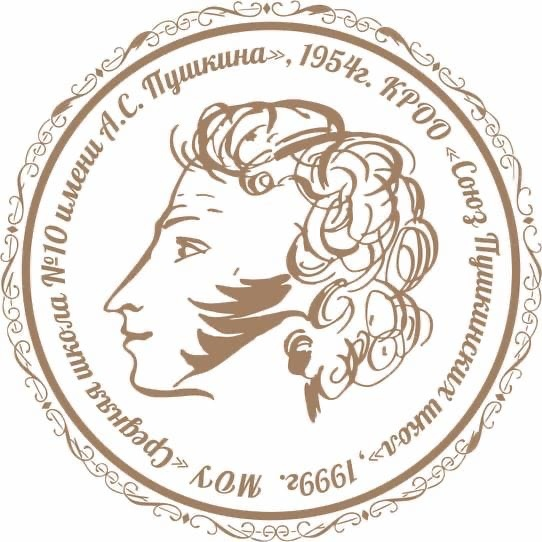 МОУ «Средняя школа №10 имени А.С. Пушкина», 1954г. КРОО «Союз Пушкинских школ», 1999г.